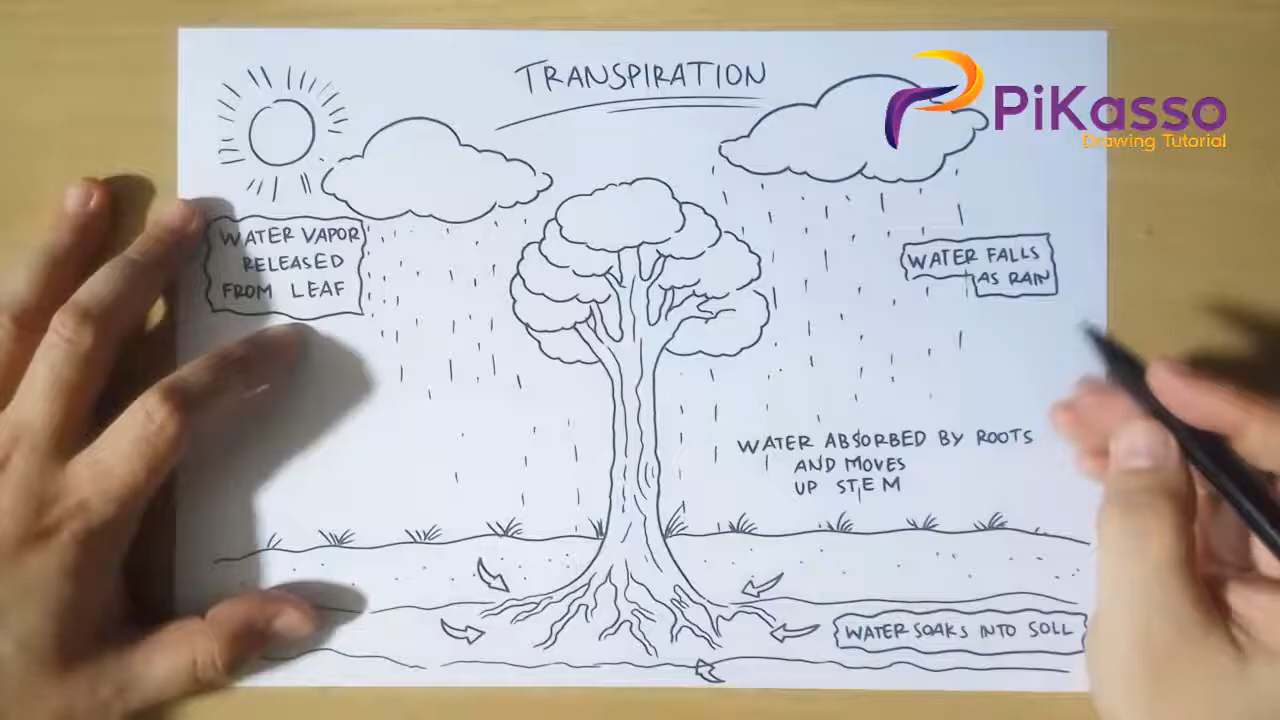 TRANSPIRATION
PiKasso
Drawing Tutorial
WATER VAPOR
RELEASED
FROM LEAF
WATER FALLS
AS RAIN
WATER ABSORBED BY ROOTS
AND MOVES
UP STEM
WATER SOAKS INTO SOLL